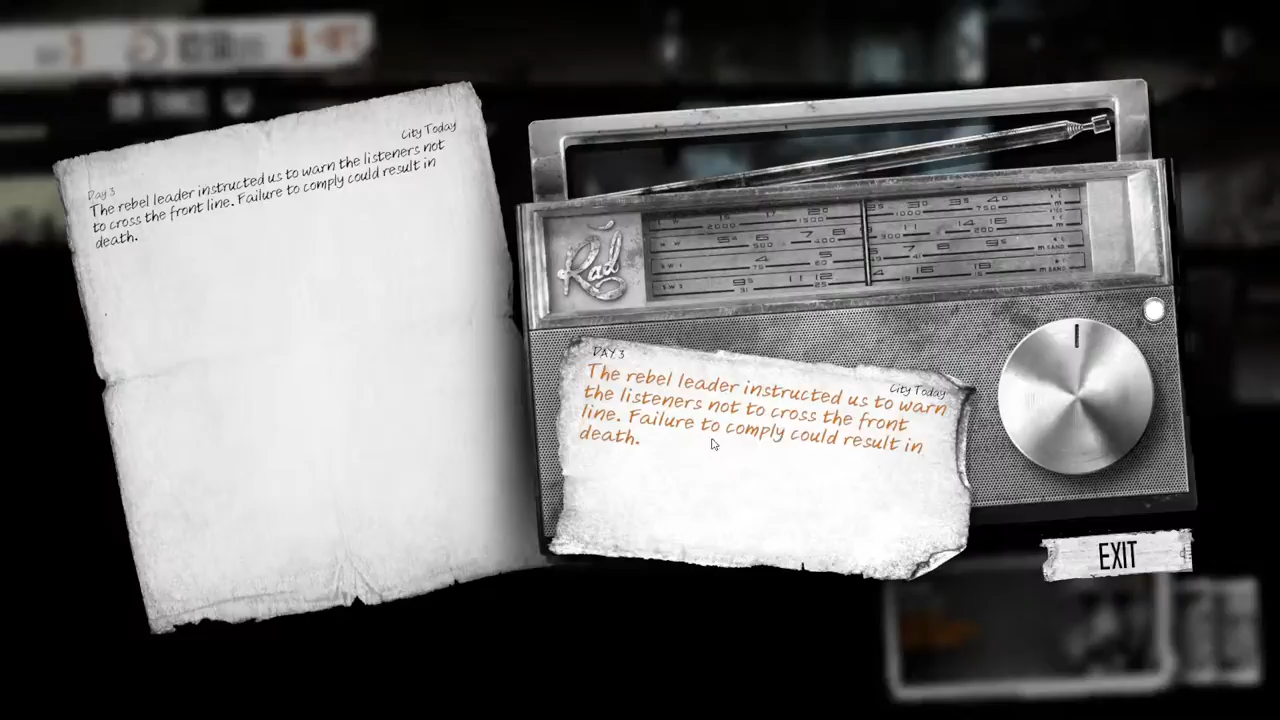 City Today
Day 3
The rebel leader instructed us to warn the listeners not
to cross the front line. Failure to comply could result in
death.
Rad
DAY 3
City Today
The rebel leader instructed us to warn
the listeners not to cross the front
line. Failure to comply could result in
death.
EXIT